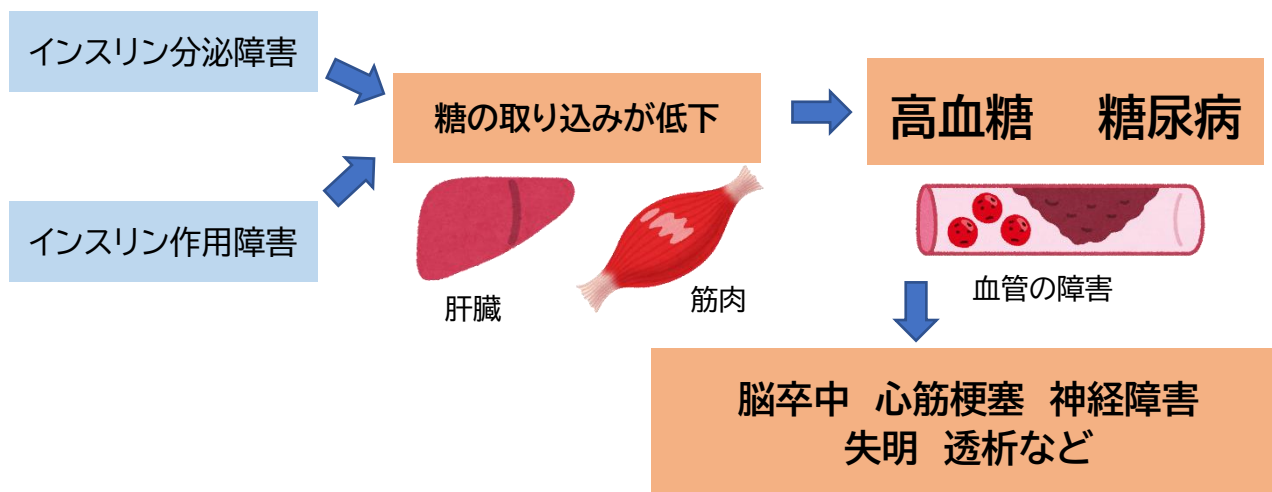 インスリン分泌障害
インスリン作用障害
糖の取り込みが低下
肝臓
筋肉
高血糖 糖尿病
血管の障害
脳卒中 心筋梗塞 神経障害
失明 透析など